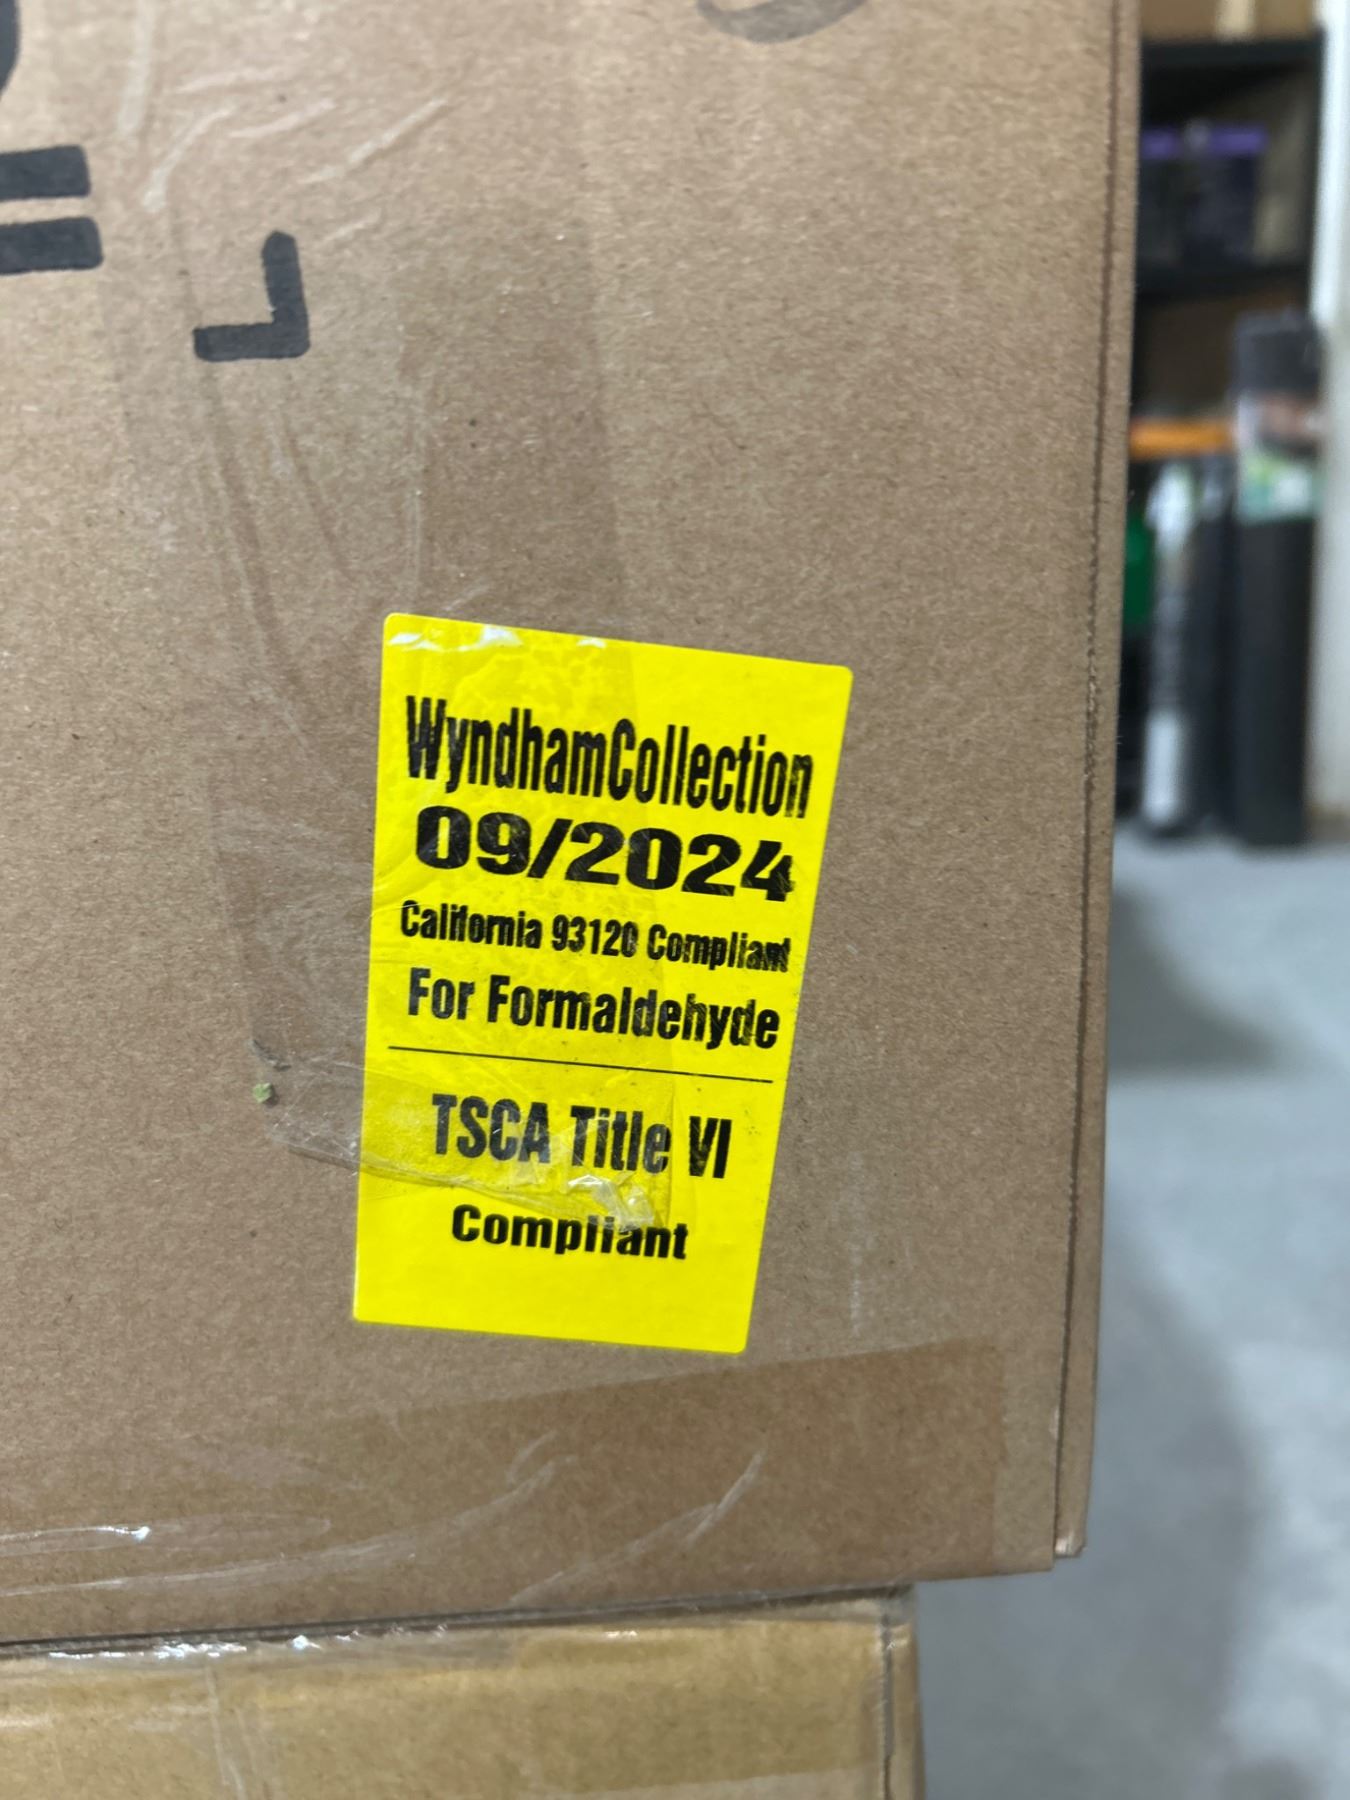 WyndhamCollection
09/2024
California 93120 Compliant
For Formaldehyde
TSCA Title VI
Compliant